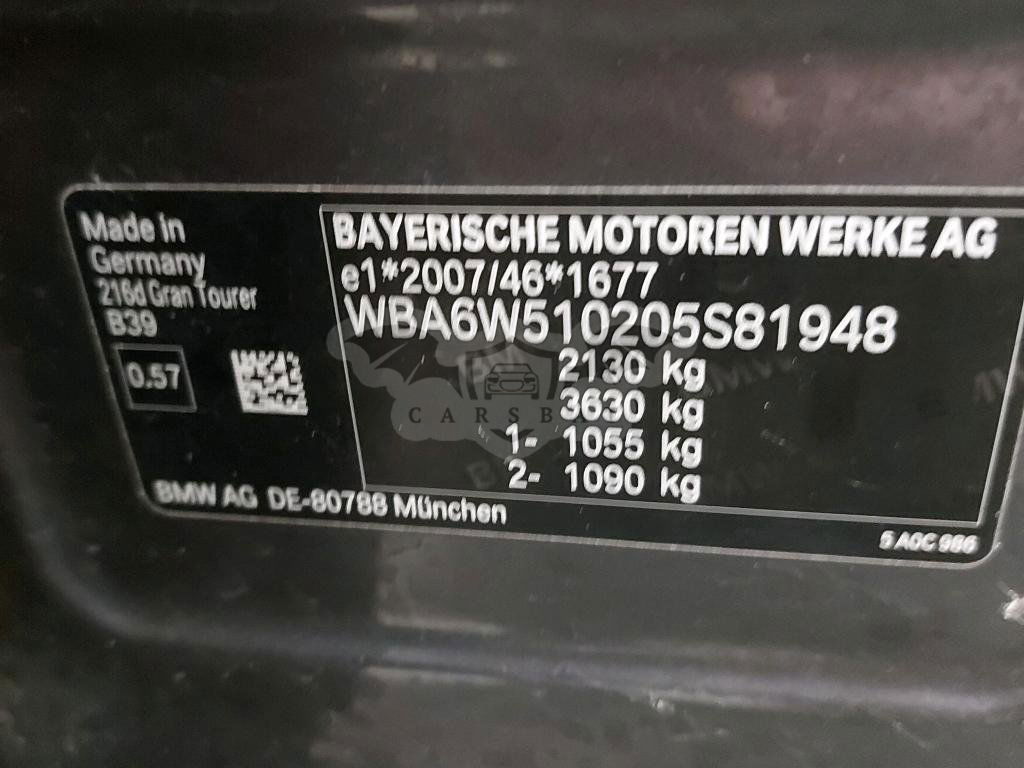 Made in
Germany
216d Gran Tourer
B39
0.57
BAYERISCHE MOTOREN WERKE AG
e1*2007/46*1677
WBA6W510205S81948
2130 kg
3630 kg
1- 1055 kg
2- 1090 kg
BMW AG DE-80788 München
5 A0C 986